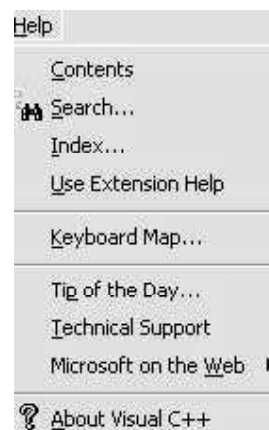 Help
Contents
Search...
Index...
Use Extension Help
Keyboard Map...
Tip of the Day...
Technical Support
Microsoft on the Web
About Visual C++